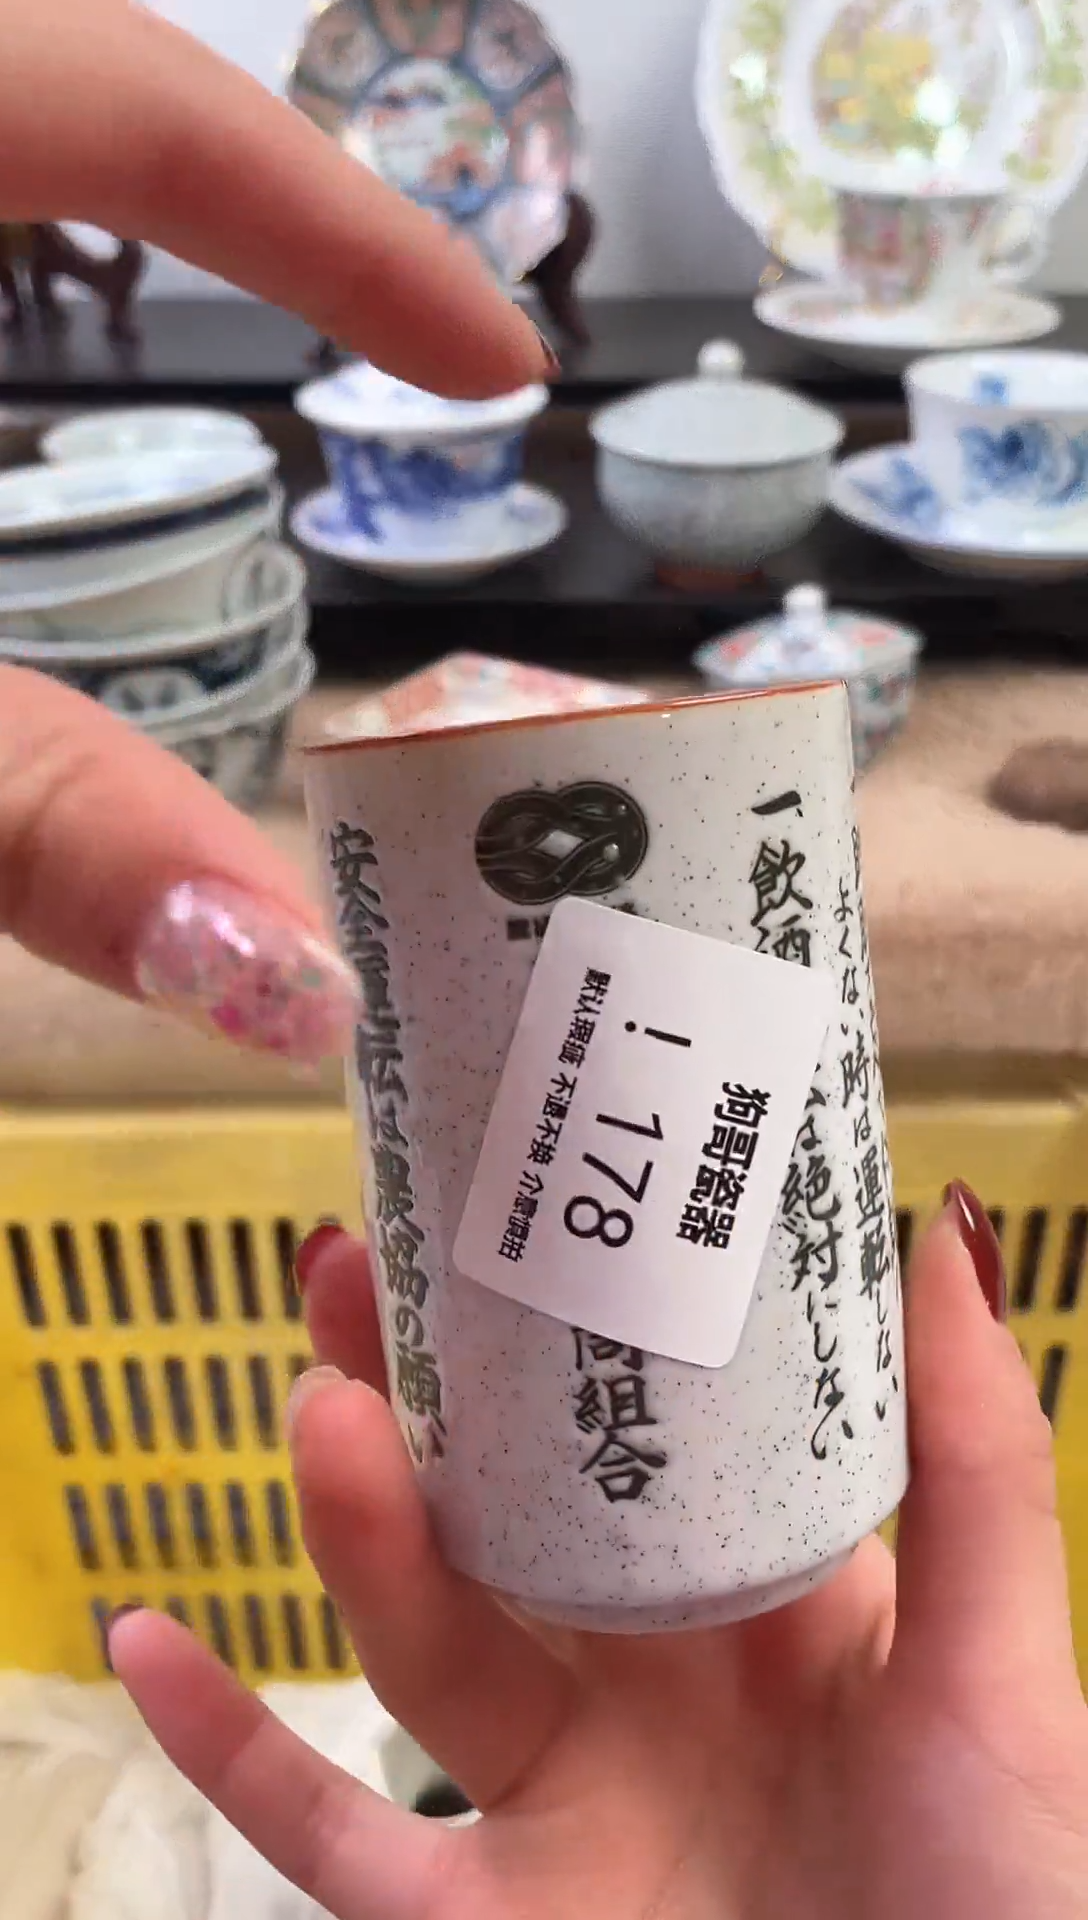 安全運転は農協の願い
同組合
一、飲酒
は絶対にしない
よくない時は運転しない
狗哥瓷器
! 178
默认瑕疵 不退不换 介意慎拍